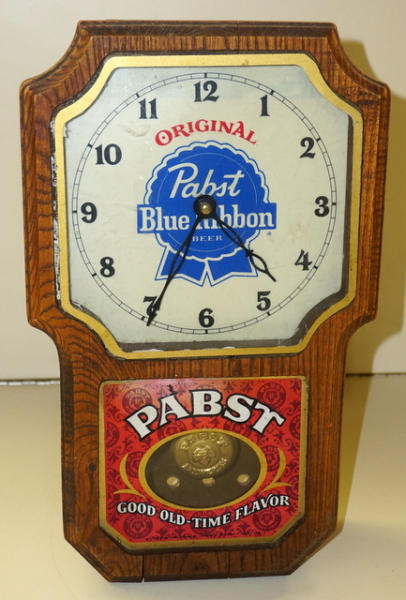 12
11
1
ORIGINAL
10
2
Pabst
9
3
Blue Ribbon
BEER
8
4
7
5
6
PABST
GOOD OLD-TIME FLAVOR